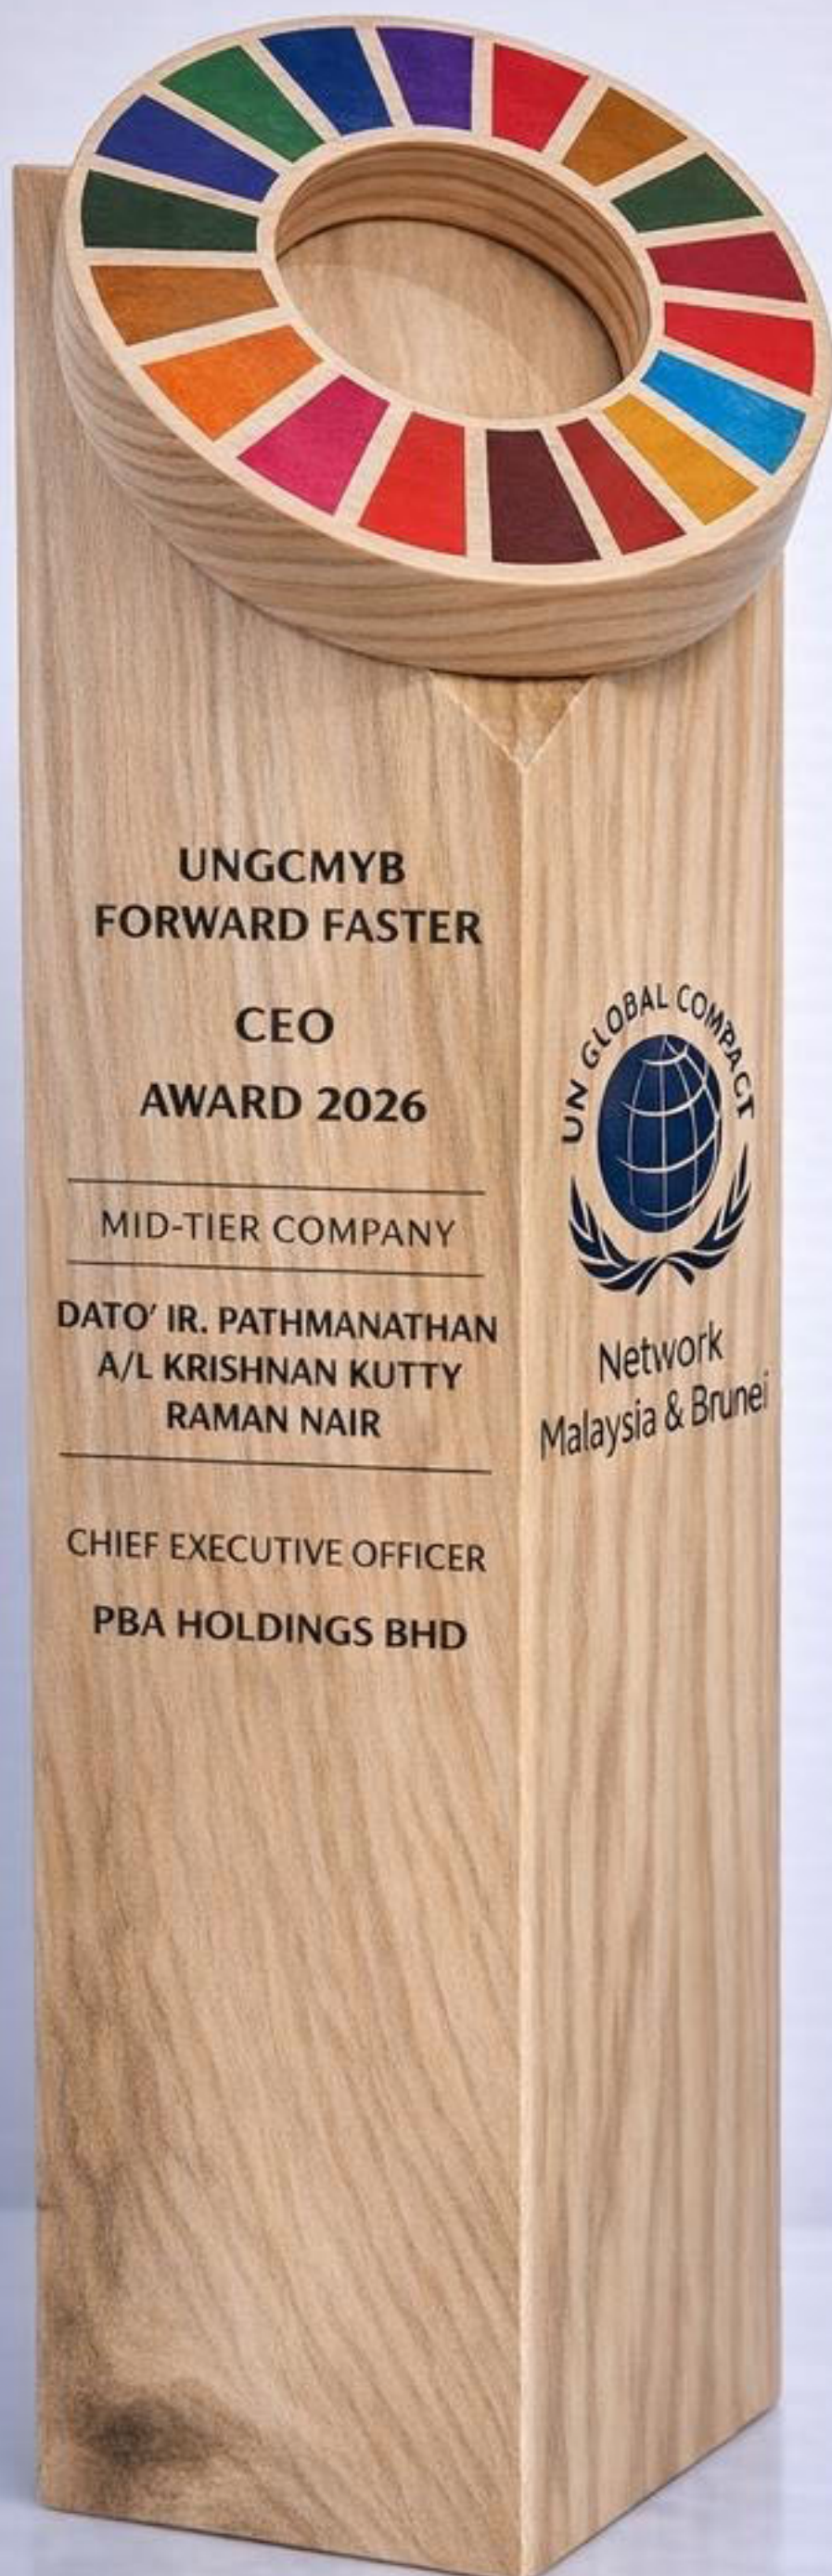 UNGCMYB
FORWARD FASTER
CEO
AWARD 2026
MID-TIER COMPANY
DATO' IR. PATHMANATHAN
A/L KRISHNAN KUTTY
RAMAN NAIR
CHIEF EXECUTIVE OFFICER
PBA HOLDINGS BHD
UN GLOBAL COMPACT
Network
Malaysia & Brunei